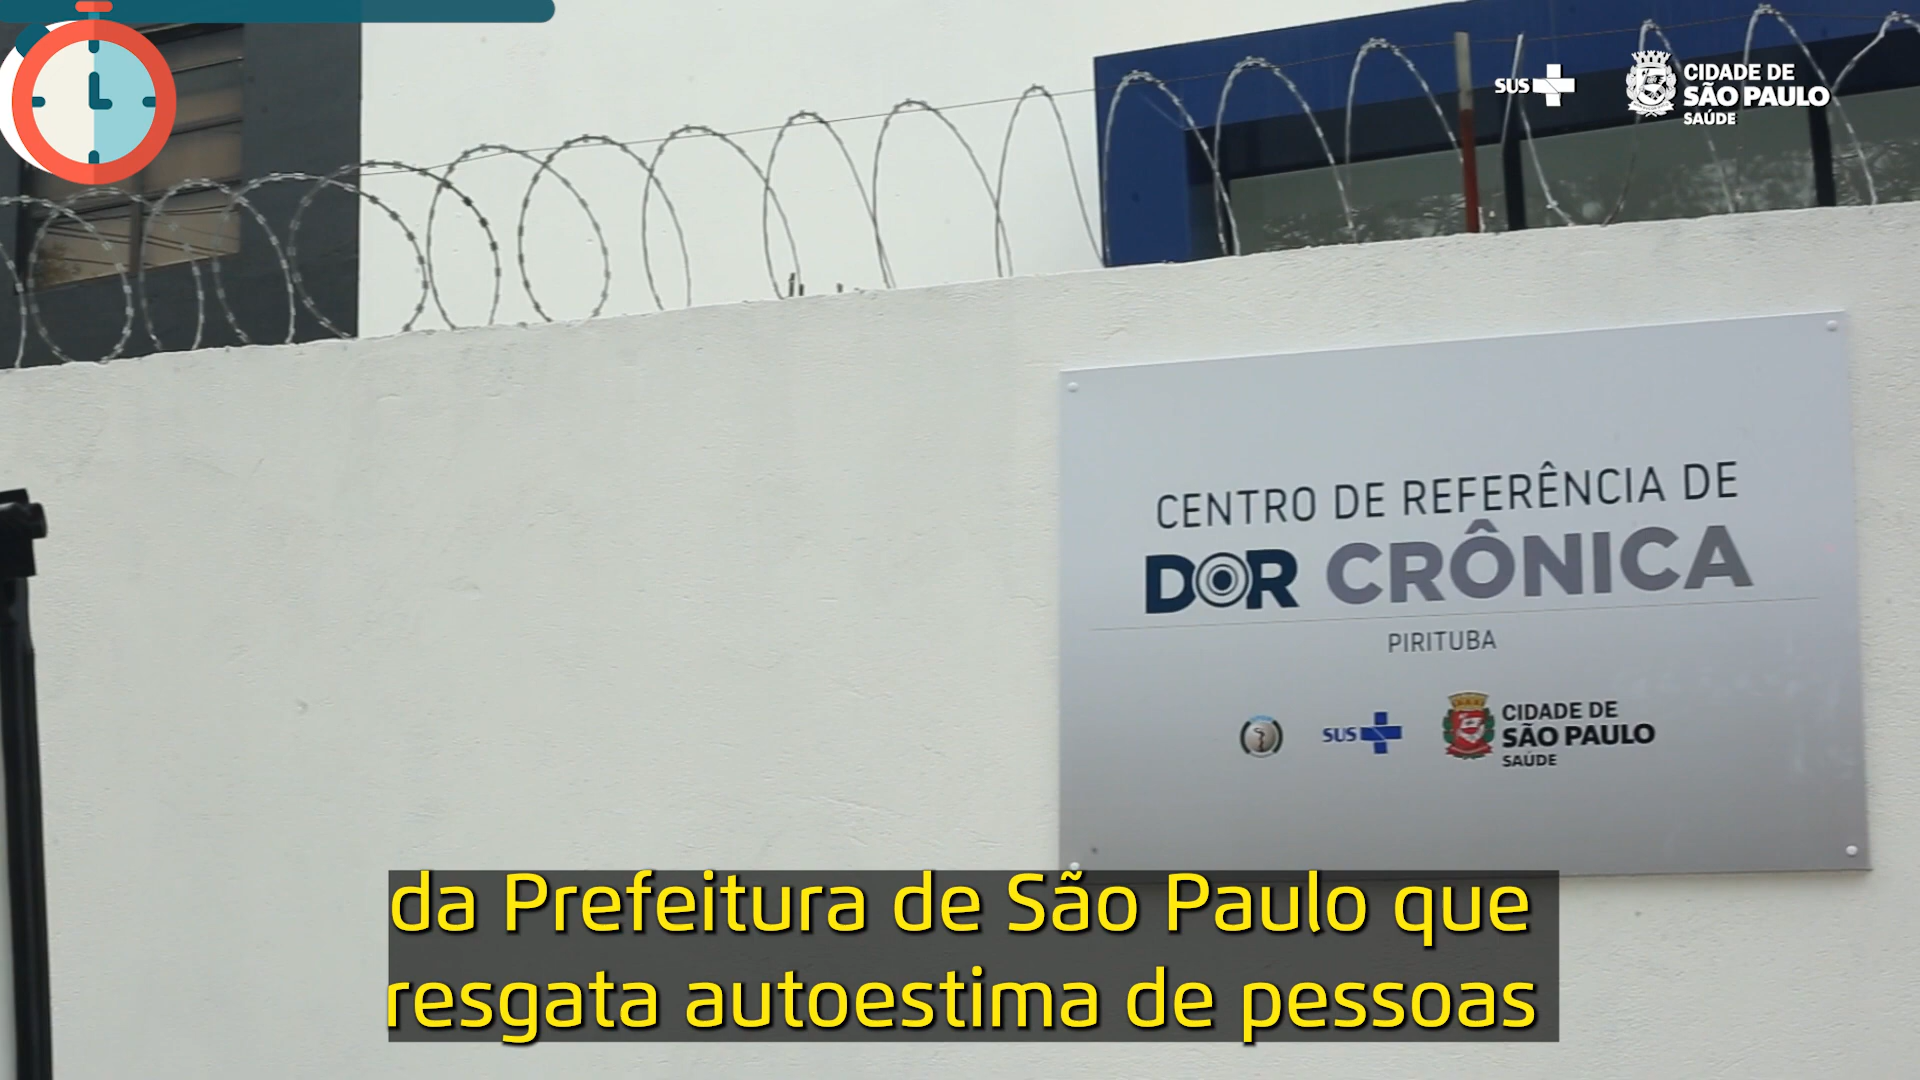 SUS
CIDADE DE
SÃO PAULO
SAÚDE
CENTRO DE REFERÊNCIA DE
DOR CRÔNICA
PIRITUBA
SUS
CIDADE DE
SÃO PAULO
SAÚDE
da Prefeitura de São Paulo que
resgata autoestima de pessoas